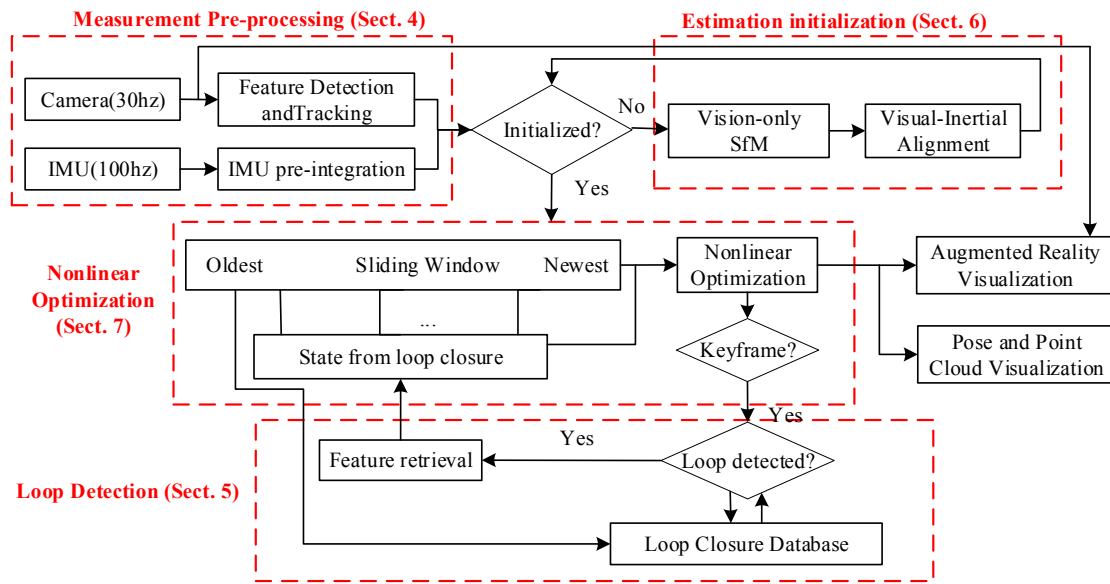 Measurement Pre-processing (Sect. 4)
Estimation initialization (Sect. 6)
Camera(30hz)
Feature Detection
andTracking
IMU(100hz)
IMU pre-integration
Initialized?
No
Yes
Vision-only
SfM
Visual-Inertial
Alignment
Nonlinear
Optimization
(Sect. 7)
Oldest
Sliding Window
Newest
...
State from loop closure
Nonlinear
Optimization
Keyframe?
Yes
Augmented Reality
Visualization
Pose and Point
Cloud Visualization
Loop Detection (Sect. 5)
Feature retrieval
Yes
Loop detected?
Loop Closure Database